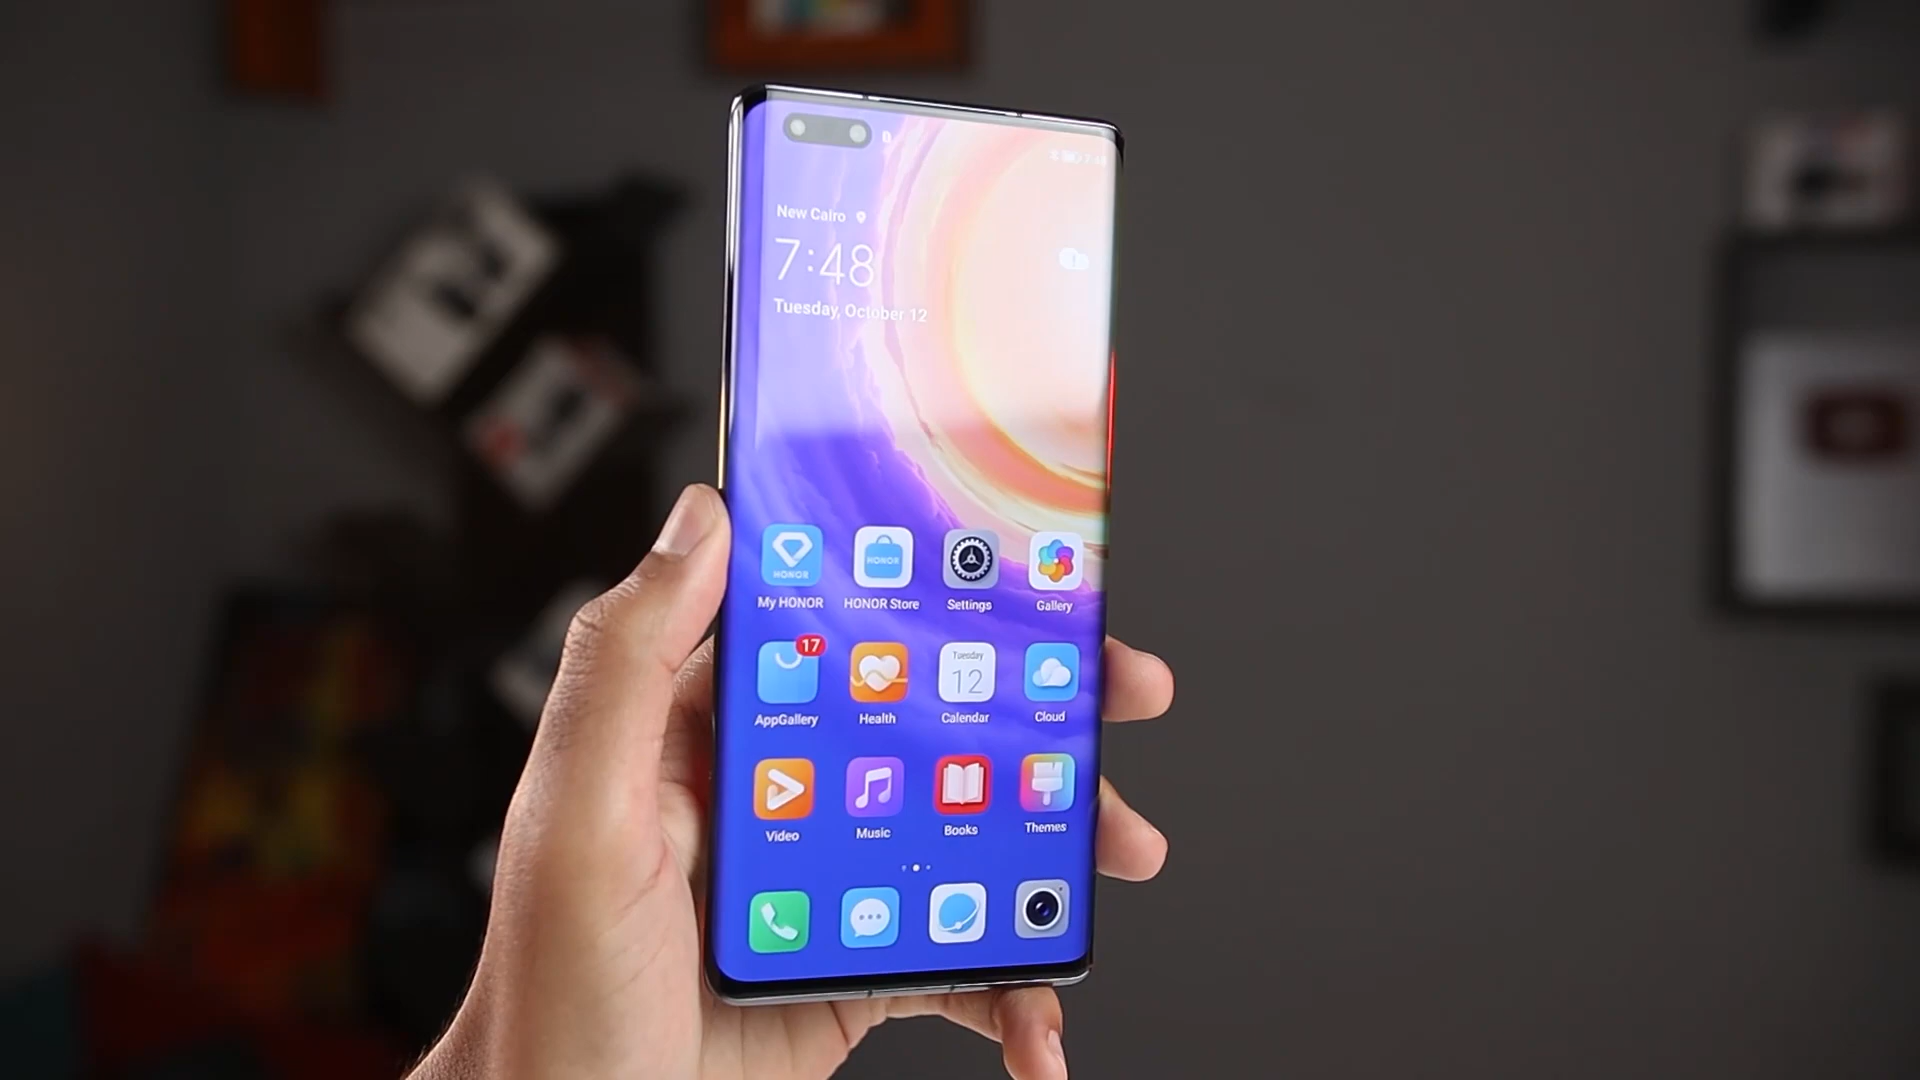 New Cairo
7:48
Tuesday, October 12
HONOR
HONOR
My HONOR HONOR Store Settings Gallery
17
Tuesday
12
AppGallery Health Calendar Cloud
Video Music Books Themes